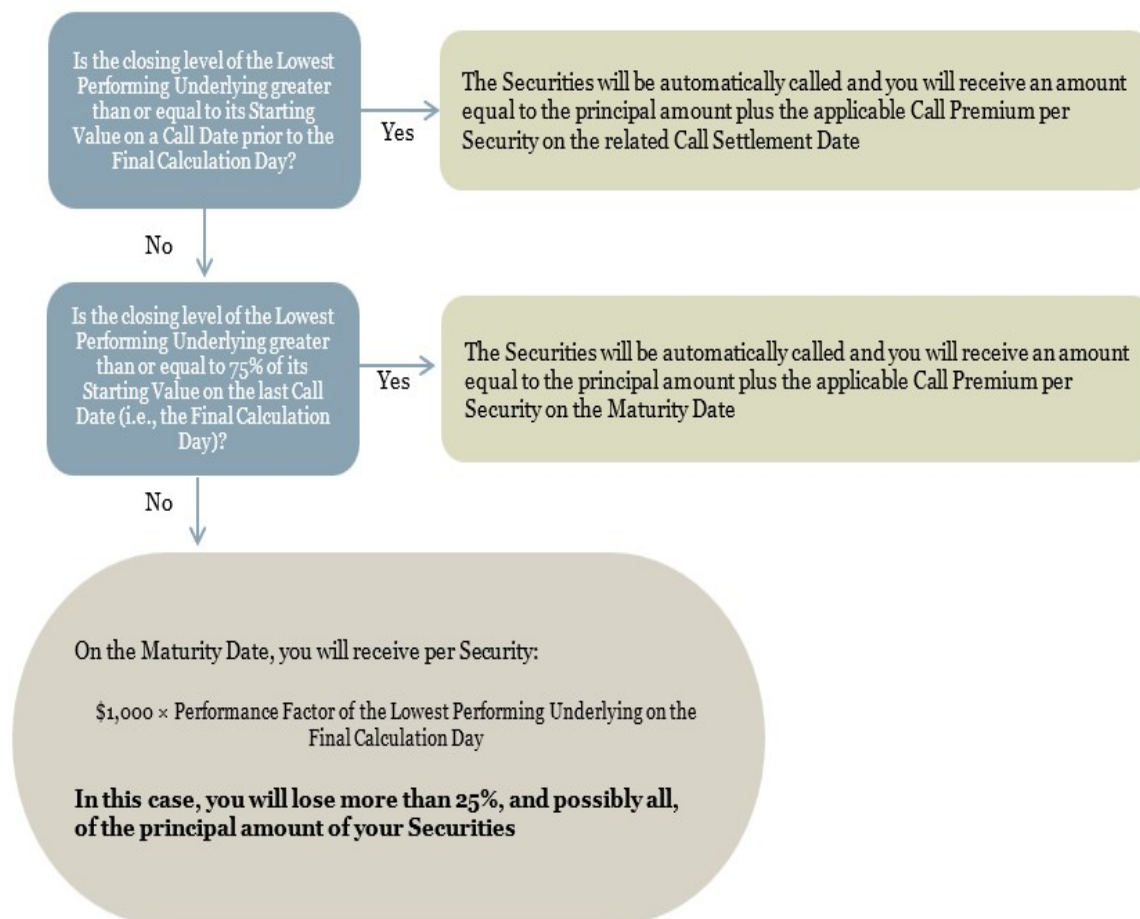 Is the closing level of the Lowest
Performing Underlying greater
than or equal to its Starting
Value on a Call Date prior to the
Final Calculation Day?
Yes
The Securities will be automatically called and you will receive an amount
equal to the principal amount plus the applicable Call Premium per
Security on the related Call Settlement Date
No
Is the closing level of the Lowest
Performing Underlying greater
than or equal to 75% of its
Starting Value on the last Call
Date (i.e., the Final Calculation
Day)?
Yes
The Securities will be automatically called and you will receive an amount
equal to the principal amount plus the applicable Call Premium per
Security on the Maturity Date
No
On the Maturity Date, you will receive per Security:
$1,000 × Performance Factor of the Lowest Performing Underlying on the
Final Calculation Day
In this case, you will lose more than 25%, and possibly all,
of the principal amount of your Securities